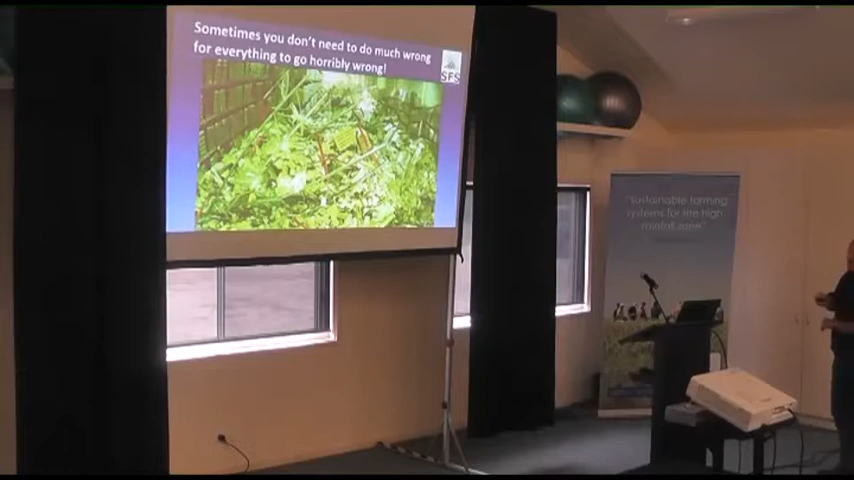 Sometimes you don't need to do much wrong
for everything to go horribly wrong!
SFS
"Sustainable farming
systems for the high
rainfall zone"